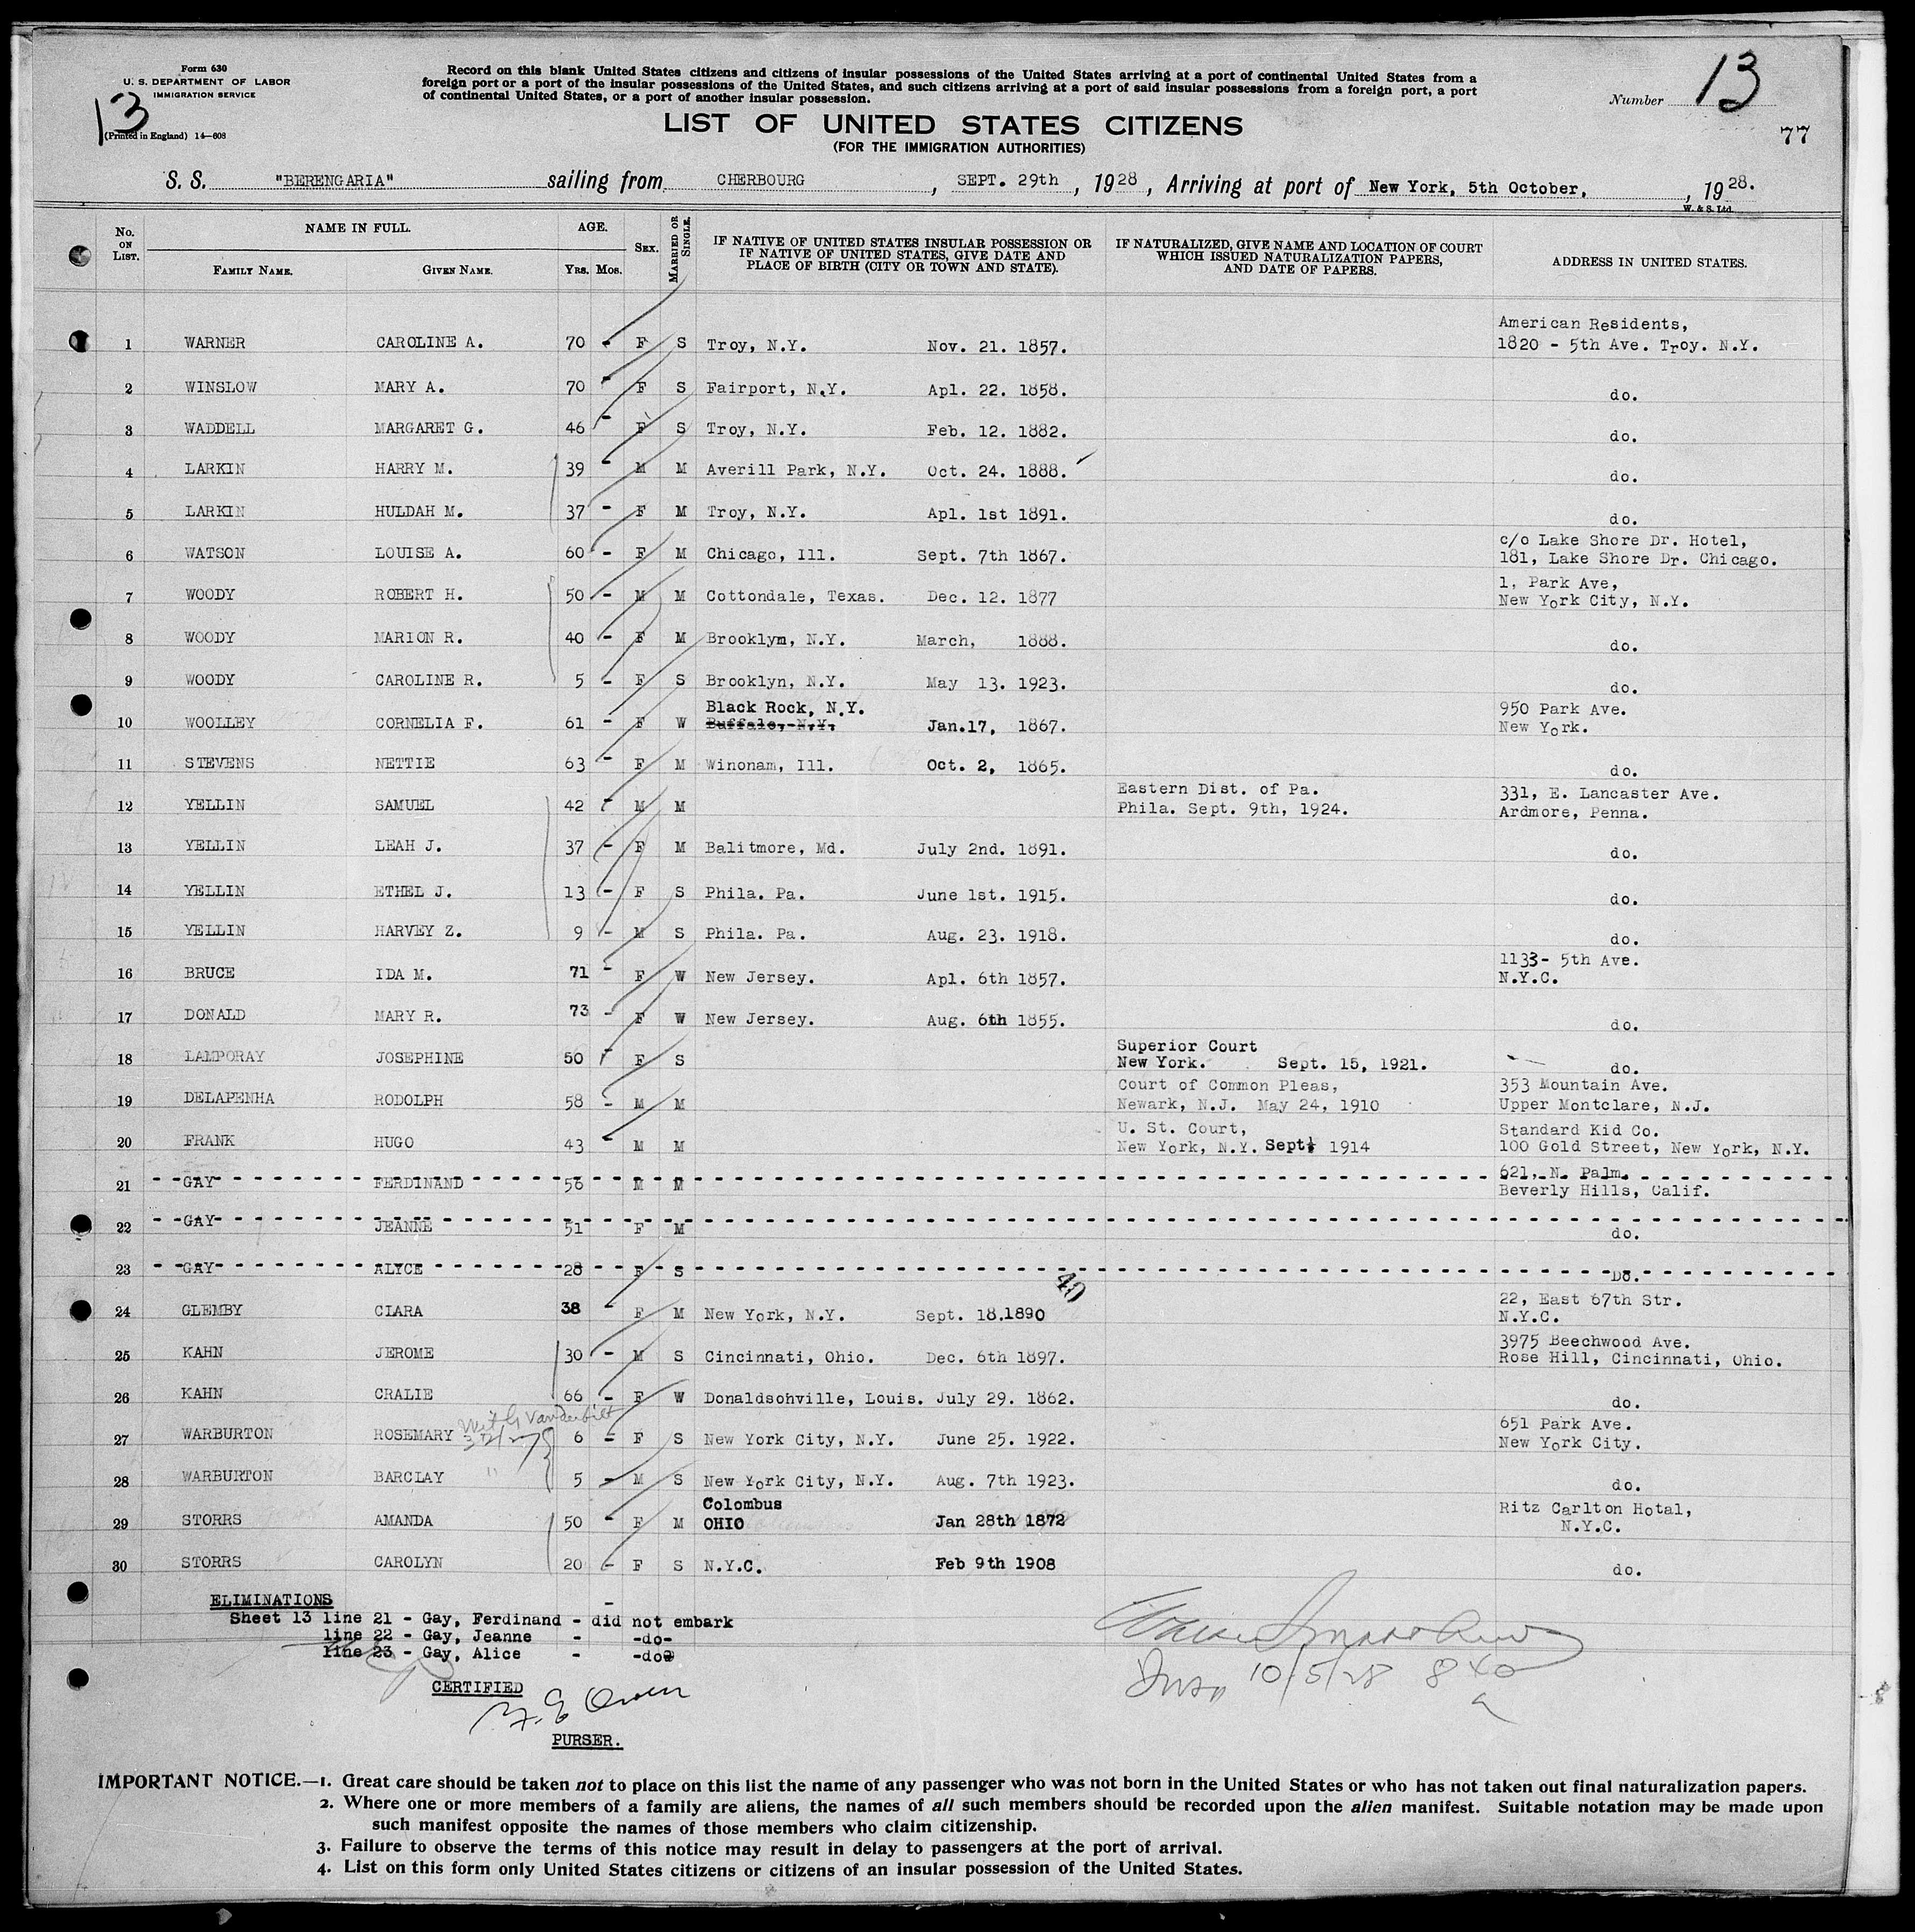 Form 630
U. S. DEPARTMENT OF LABOR
IMMIGRATION SERVICE
13
(Printed in England) 14—608
Record on this blank United States citizens and citizens of insular possessions of the United States arriving at a port of continental United States from a
foreign port or a port of the insular possessions of the United States, and such citizens arriving at a port of said insular possessions from a foreign port, a port
of continental United States, or a port of another insular possession.
Number 13
77
LIST OF UNITED STATES CITIZENS
(FOR THE IMMIGRATION AUTHORITIES)
S. S. "BERENGARIA" sailing from CHERBOURG, SEPT. 29th, 1928, Arriving at port of New York, 5th October, , 1928.
W. & S. Ltd.
No. ON LIST. NAME IN FULL. FAMILY NAME. GIVEN NAME. AGE. YRS. MOS. SEX. MARRIED OR SINGLE. IF NATIVE OF UNITED STATES INSULAR POSSESSION OR IF NATIVE OF UNITED STATES, GIVE DATE AND PLACE OF BIRTH (CITY OR TOWN AND STATE). IF NATURALIZED, GIVE NAME AND LOCATION OF COURT WHICH ISSUED NATURALIZATION PAPERS, AND DATE OF PAPERS. ADDRESS IN UNITED STATES.
American Residents,
1 WARNER CAROLINE A. 70 - F S Troy, N.Y. Nov. 21. 1857. 1820 - 5th Ave. Troy. N.Y.
2 WINSLOW MARY A. 70 - F S Fairport, N.Y. Apl. 22. 1858. do.
3 WADDELL MARGARET G. 46 - F S Troy, N.Y. Feb. 12. 1882. do.
4 LARKIN HARRY M. 39 - M M Averill Park, N.Y. Oct. 24. 1888. do.
5 LARKIN HULDAH M. 37 - F M Troy, N.Y. Apl. 1st 1891. do.
c/o Lake Shore Dr. Hotel,
6 WATSON LOUISE A. 60 - F M Chicago, Ill. Sept. 7th 1867. 181, Lake Shore Dr. Chicago.
1, Park Ave,
7 WOODY ROBERT H. 50 - M M Cottondale, Texas. Dec. 12. 1877 New York City, N.Y.
8 WOODY MARION R. 40 - F M Brooklym, N.Y. March, 1888. do.
9 WOODY CAROLINE R. 5 - F S Brooklyn, N.Y. May 13. 1923. do.
Black Rock, N.Y. 950 Park Ave.
10 WOOLLEY CORNELIA F. 61 - F W Buffalo, N.Y. Jan.17, 1867. New York.
11 STEVENS NETTIE 63 - F M Winonam, Ill. Oct. 2, 1865. do.
Eastern Dist. of Pa. 331, E. Lancaster Ave.
12 YELLIN SAMUEL 42 - M M Phila. Sept. 9th, 1924. Ardmore, Penna.
13 YELLIN LEAH J. 37 - F M Balitmore, Md. July 2nd. 1891. do.
14 YELLIN ETHEL J. 13 - F S Phila. Pa. June 1st. 1915. do.
15 YELLIN HARVEY Z. 9 - M S Phila. Pa. Aug. 23. 1918. do.
1133- 5th Ave.
16 BRUCE IDA M. 71 - F W New Jersey. Apl. 6th 1857. N.Y.C.
17 DONALD MARY R. 73 - F W New Jersey. Aug. 6th 1855. do.
Superior Court
18 LAMPORAY JOSEPHINE 50 - F S New York. Sept. 15, 1921. do.
Court of Common Pleas, 353 Mountain Ave.
19 DELAPENHA RODOLPH 58 - M M Newark, N.J. May 24, 1910 Upper Montclare, N.J.
U. St. Court, Standard Kid Co.
20 FRANK HUGO 43 - M M New York, N.Y. Sept. 1914 100 Gold Street, New York, N.Y.
621, N. Palm.
21 GAY FERDINAND 56 M M Beverly Hills, Calif.
22 GAY JEANNE 51 F M do.
23 GAY ALYCE 28 F S Do.
40
22, East 67th Str.
24 GLEMBY CIARA 38 - F M New York, N.Y. Sept. 18.1890 N.Y.C.
3975 Beechwood Ave.
25 KAHN JEROME 30 - M S Cincinnati, Ohio. Dec. 6th 1897. Rose Hill, Cincinnati, Ohio.
26 KAHN CRALIE 66 - F W Donaldsohville, Louis. July 29. 1862. do.
Vanderbilt 651 Park Ave.
27 WARBURTON ROSEMARY 6 - F S New York City, N.Y. June 25. 1922. New York City.
28 WARBURTON BARCLAY " 5 - M S New York City, N.Y. Aug. 7th 1923. do.
Colombus Ritz Carlton Hotal,
29 STORRS AMANDA 50 - F M OHIO Jan 28th 1872 N.Y.C.
30 STORRS CAROLYN 20 - F S N.Y.C. Feb 9th 1908 do.
ELIMINATIONS
Sheet 13 line 21 - Gay, Ferdinand - did not embark
line 22 - Gay, Jeanne - -do-
line 23 - Gay, Alice - -do-
10/5/28 840
a
CERTIFIED
Owen
PURSER.
IMPORTANT NOTICE.—1. Great care should be taken not to place on this list the name of any passenger who was not born in the United States or who has not taken out final naturalization papers.
2. Where one or more members of a family are aliens, the names of all such members should be recorded upon the alien manifest. Suitable notation may be made upon
such manifest opposite the names of those members who claim citizenship.
3. Failure to observe the terms of this notice may result in delay to passengers at the port of arrival.
4. List on this form only United States citizens or citizens of an insular possession of the United States.